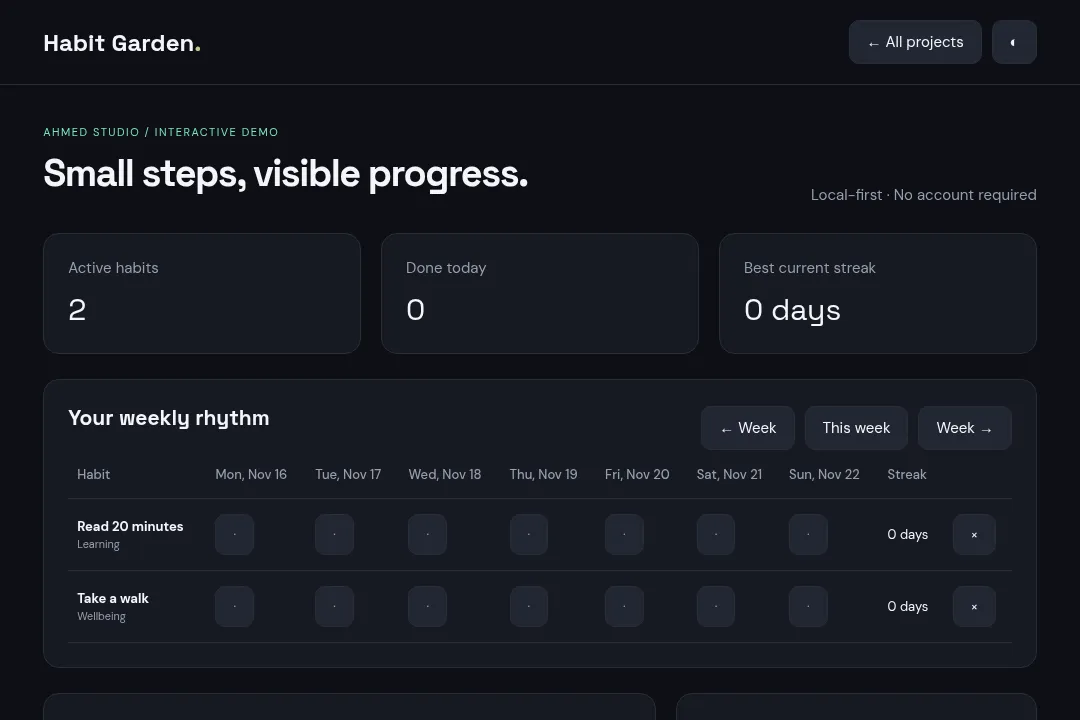 Habit Garden.
← All projects
AHMED STUDIO / INTERACTIVE DEMO
Small steps, visible progress.
Local-first · No account required
Active habits
2
Done today
0
Best current streak
0 days
Your weekly rhythm
← Week
This week
Week →
Habit Mon, Nov 16 Tue, Nov 17 Wed, Nov 18 Thu, Nov 19 Fri, Nov 20 Sat, Nov 21 Sun, Nov 22 Streak
Read 20 minutes
Learning
· · · · · · · 0 days ×
Take a walk
Wellbeing
· · · · · · · 0 days ×